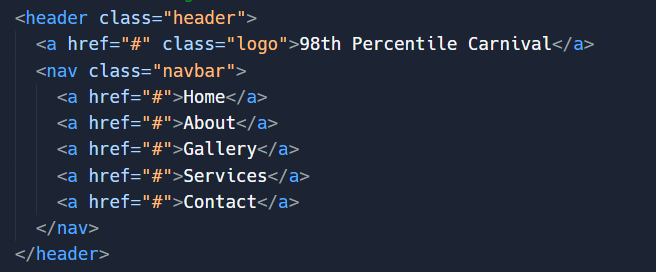 <header class="header">
<a href="#" class="logo">98th Percentile Carnival</a>
<nav class="navbar">
<a href="#">Home</a>
<a href="#">About</a>
<a href="#">Gallery</a>
<a href="#">Services</a>
<a href="#">Contact</a>
</nav>
</header>